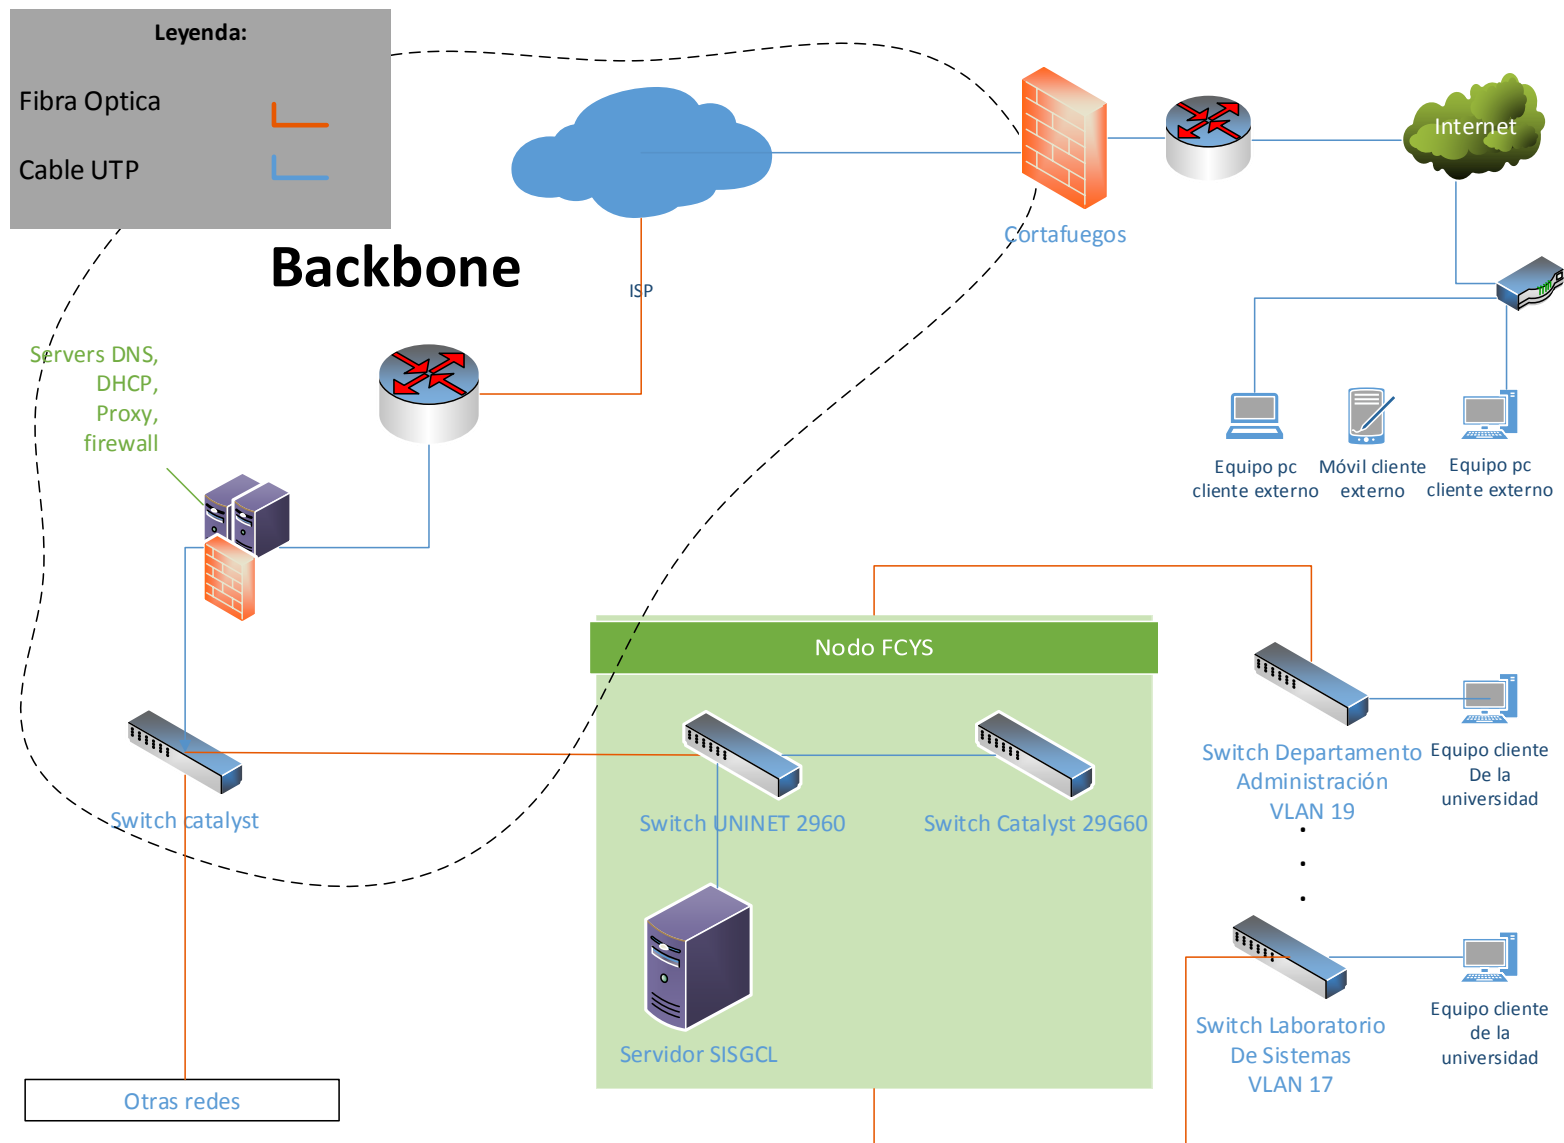 Leyenda:
Fibra Optica
Cable UTP
Backbone
ISP
Cortafuegos
Internet
Servers DNS,
DHCP,
Proxy,
firewall
Equipo pc
cliente externo
Móvil cliente
externo
Equipo pc
cliente externo
Nodo FCYS
Switch catalyst
Switch UNINET 2960
Switch Catalyst 29G60
Switch Departamento
Administración
VLAN 19
Equipo cliente
De la
universidad
Servidor SISGCL
Switch Laboratorio
De Sistemas
VLAN 17
Equipo cliente
de la
universidad
Otras redes